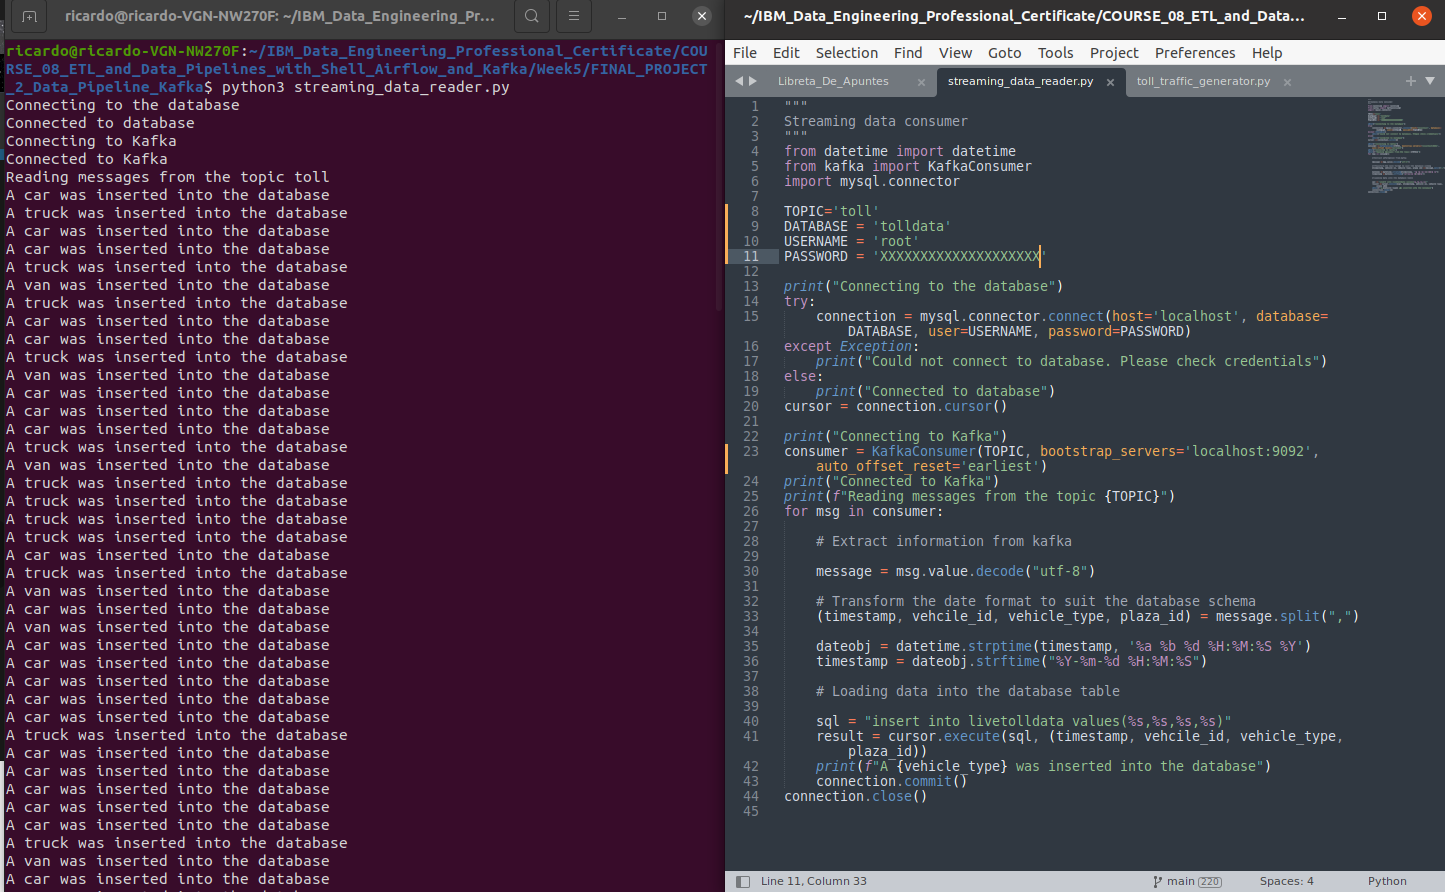 ricardo@ricardo-VGN-NW270F: ~/IBM_Data_Engineering_Pr...
ricardo@ricardo-VGN-NW270F:~/IBM_Data_Engineering_Professional_Certificate/COU
RSE_08_ETL_and_Data_Pipelines_with_Shell_Airflow_and_Kafka/Week5/FINAL_PROJECT
_2_Data_Pipeline_Kafka$ python3 streaming_data_reader.py
Connecting to the database
Connected to database
Connecting to Kafka
Connected to Kafka
Reading messages from the topic toll
A car was inserted into the database
A truck was inserted into the database
A car was inserted into the database
A car was inserted into the database
A truck was inserted into the database
A van was inserted into the database
A truck was inserted into the database
A car was inserted into the database
A car was inserted into the database
A truck was inserted into the database
A van was inserted into the database
A car was inserted into the database
A car was inserted into the database
A car was inserted into the database
A truck was inserted into the database
A van was inserted into the database
A truck was inserted into the database
A truck was inserted into the database
A truck was inserted into the database
A truck was inserted into the database
A car was inserted into the database
A truck was inserted into the database
A van was inserted into the database
A car was inserted into the database
A van was inserted into the database
A car was inserted into the database
A car was inserted into the database
A car was inserted into the database
A car was inserted into the database
A car was inserted into the database
A truck was inserted into the database
A car was inserted into the database
A car was inserted into the database
A car was inserted into the database
A car was inserted into the database
A car was inserted into the database
A truck was inserted into the database
A van was inserted into the database
A car was inserted into the database
~/IBM_Data_Engineering_Professional_Certificate/COURSE_08_ETL_and_Data...
File Edit Selection Find View Goto Tools Project Preferences Help
Libreta_De_Apuntes × streaming_data_reader.py × toll_traffic_generator.py ×
1 """
2 Streaming data consumer
3 """
4 from datetime import datetime
5 from kafka import KafkaConsumer
6 import mysql.connector
7
8 TOPIC='toll'
9 DATABASE = 'tolldata'
10 USERNAME = 'root'
11 PASSWORD = 'XXXXXXXXXXXXXXXXXXXX'
12
13 print("Connecting to the database")
14 try:
15 connection = mysql.connector.connect(host='localhost', database=
DATABASE, user=USERNAME, password=PASSWORD)
16 except Exception:
17 print("Could not connect to database. Please check credentials")
18 else:
19 print("Connected to database")
20 cursor = connection.cursor()
21
22 print("Connecting to Kafka")
23 consumer = KafkaConsumer(TOPIC, bootstrap_servers='localhost:9092',
auto_offset_reset='earliest')
24 print("Connected to Kafka")
25 print(f"Reading messages from the topic {TOPIC}")
26 for msg in consumer:
27
28 # Extract information from kafka
29
30 message = msg.value.decode("utf-8")
31
32 # Transform the date format to suit the database schema
33 (timestamp, vehcile_id, vehicle_type, plaza_id) = message.split(",")
34
35 dateobj = datetime.strptime(timestamp, '%a %b %d %H:%M:%S %Y')
36 timestamp = dateobj.strftime("%Y-%m-%d %H:%M:%S")
37
38 # Loading data into the database table
39
40 sql = "insert into livetolldata values(%s,%s,%s,%s)"
41 result = cursor.execute(sql, (timestamp, vehcile_id, vehicle_type,
plaza_id))
42 print(f"A {vehicle_type} was inserted into the database")
43 connection.commit()
44 connection.close()
45
Line 11, Column 33 main 220 Spaces: 4 Python